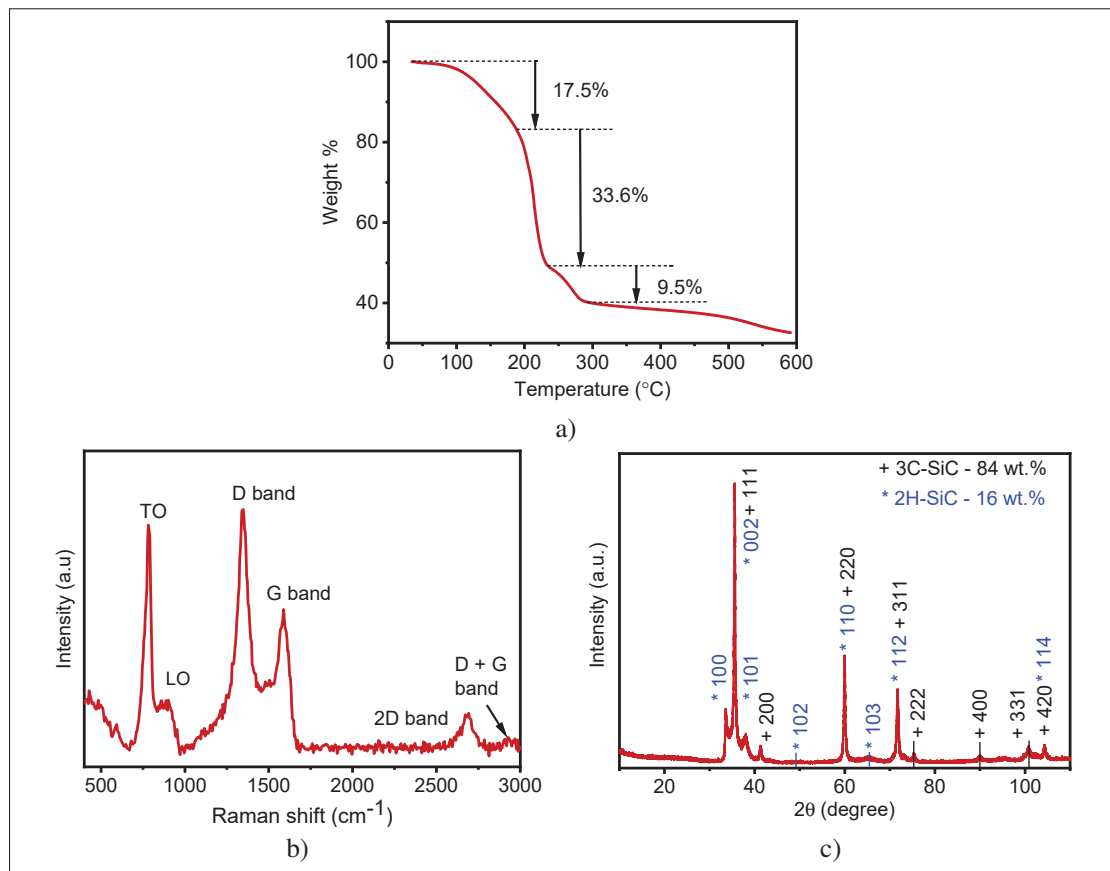 100
80
60
40
Weight %
17.5%
33.6%
9.5%
0 100 200 300 400 500 600
Temperature (°C)
a)
TO
LO
D band
G band
2D band
D + G
band
Intensity (a.u)
500 1000 1500 2000 2500 3000
Raman shift (cm-1)
b)
+ 3C-SiC - 84 wt.%
* 2H-SiC - 16 wt.%
* 100
* 002 + 111
* 101
+ 200
* 102
* 110 + 220
* 103
* 112 + 311
+ 222
+ 400
+ 331
+ 420 * 114
Intensity (a.u.)
20 40 60 80 100
2θ (degree)
c)